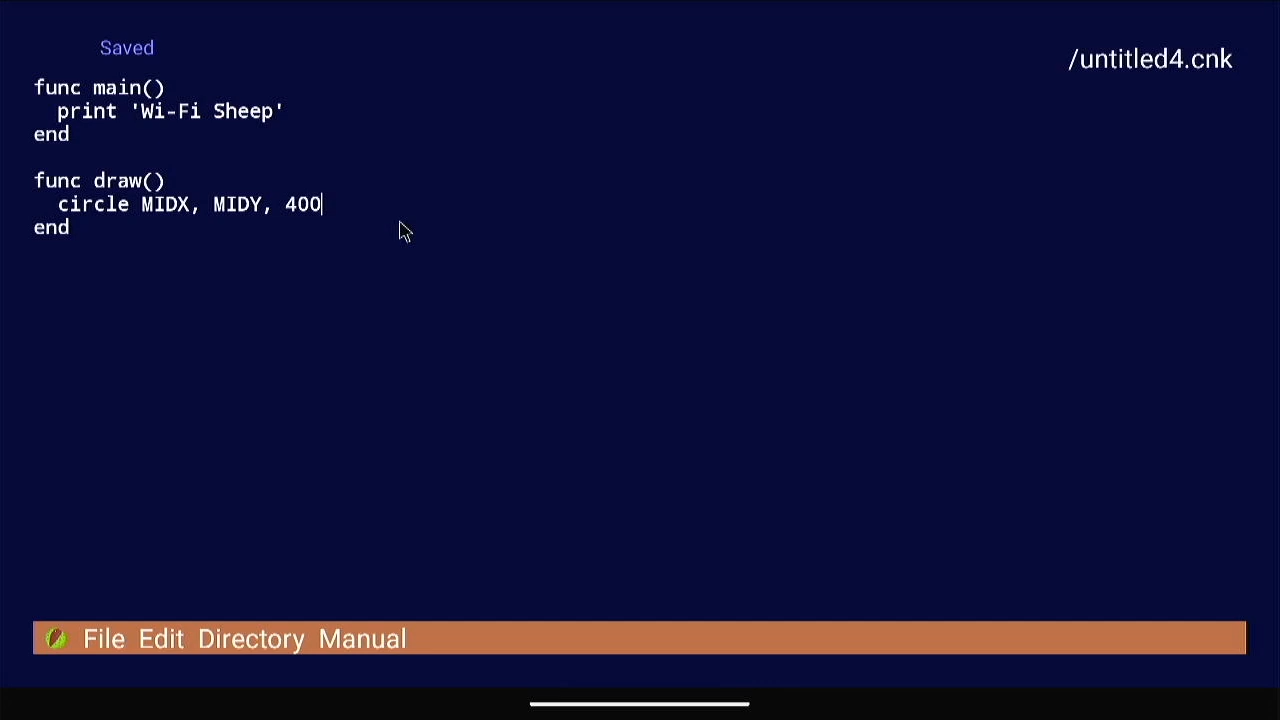 Saved
/untitled4.cnk
func main()
  print 'Wi-Fi Sheep'
end

func draw()
  circle MIDX, MIDY, 400
end
File Edit Directory Manual